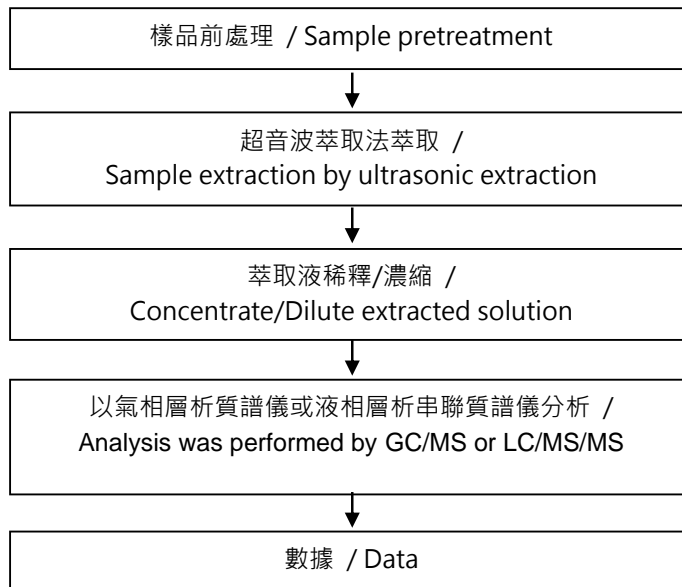 樣品前處理 / Sample pretreatment
超音波萃取法萃取 /
Sample extraction by ultrasonic extraction
萃取液稀釋/濃縮 /
Concentrate/Dilute extracted solution
以氣相層析質譜儀或液相層析串聯質譜儀分析 /
Analysis was performed by GC/MS or LC/MS/MS
數據 / Data